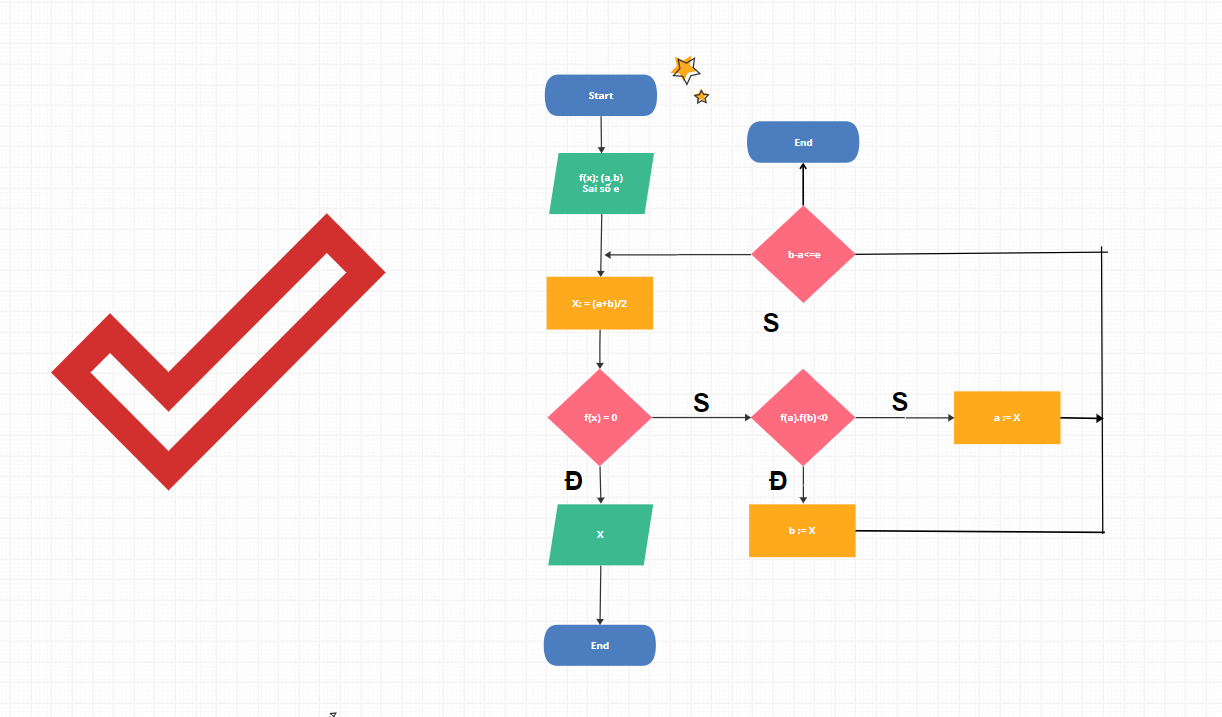 Start
End
f(x); (a,b)
Sai số e
b-a<=e
X: = (a+b)/2
S
f(x) = 0
S
f(a).f(b)<0
S
a := X
Đ
Đ
X
b := X
End